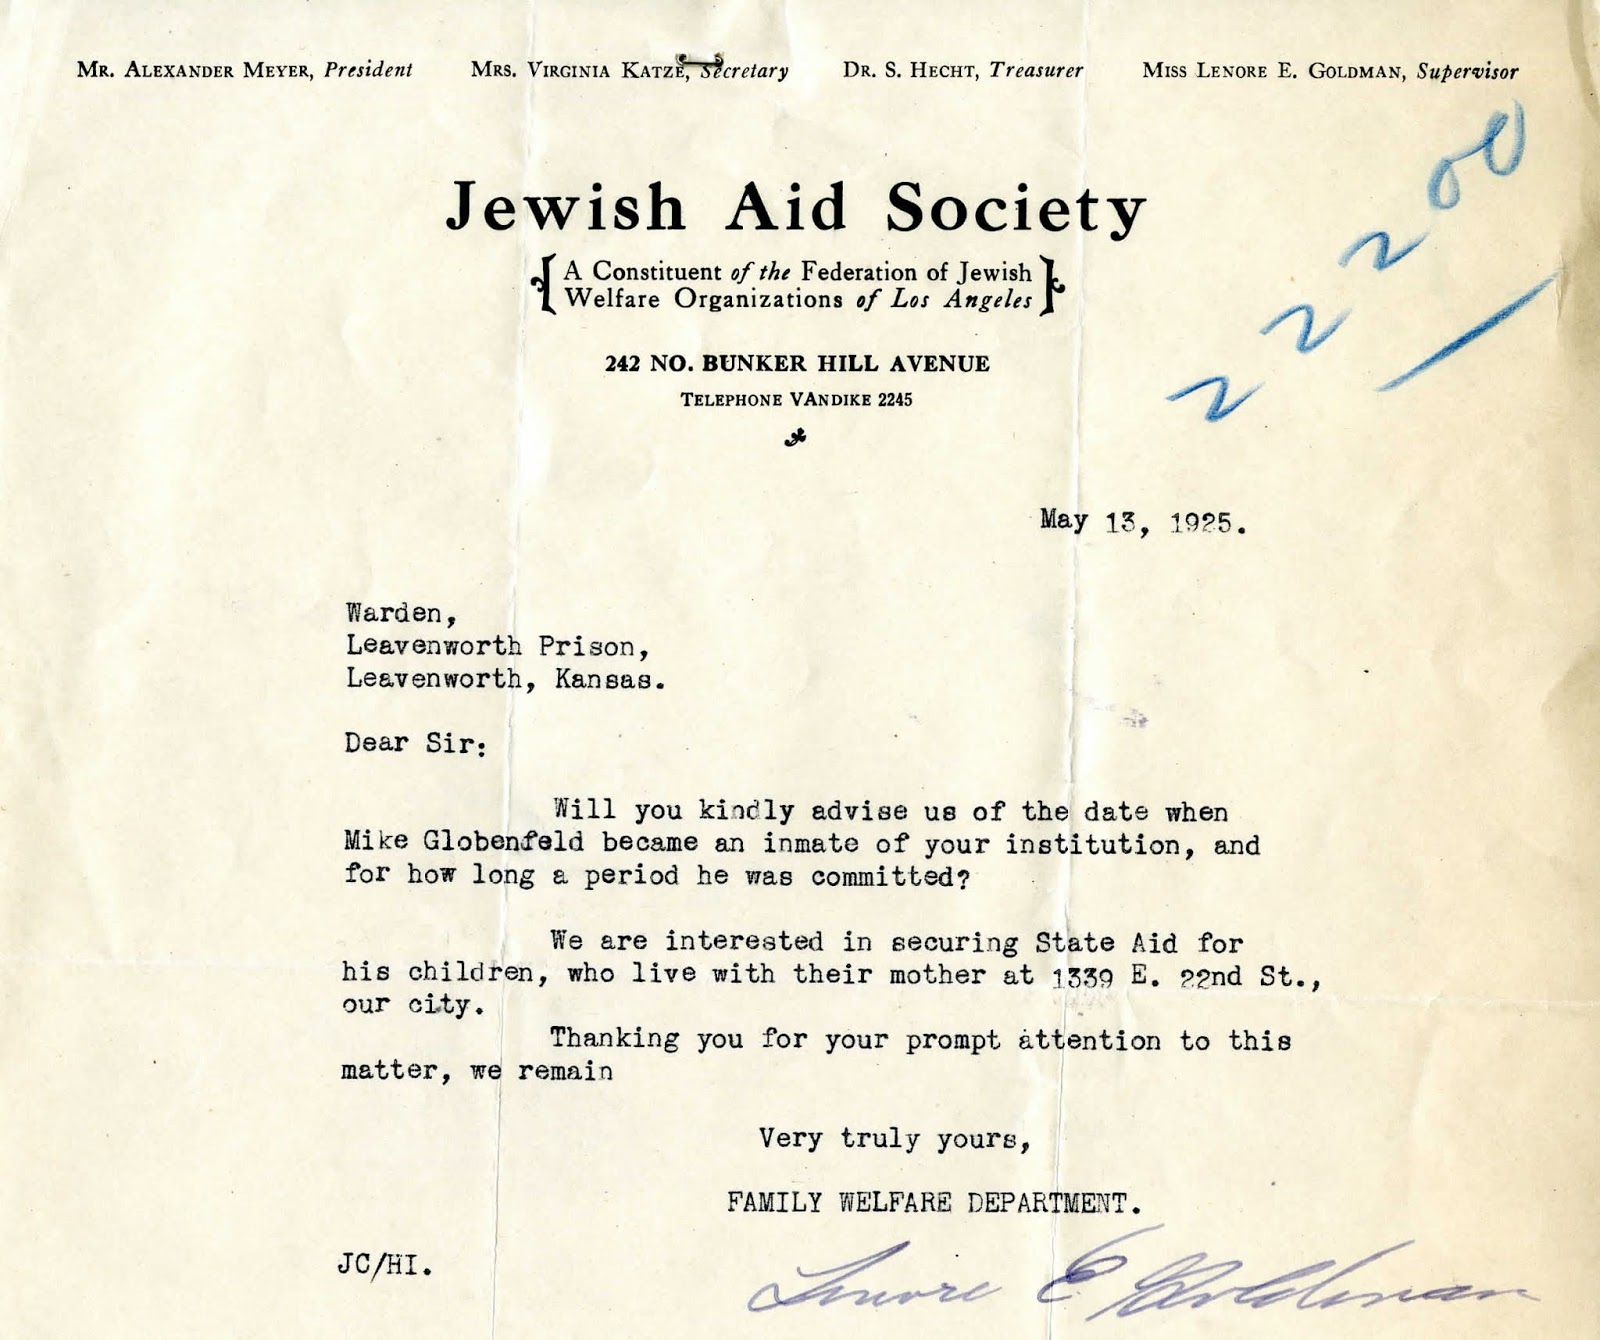 Mr. Alexander Meyer, President Mrs. Virginia Katze, Secretary Dr. S. Hecht, Treasurer Miss Lenore E. Goldman, Supervisor
Jewish Aid Society
A Constituent of the Federation of Jewish
Welfare Organizations of Los Angeles
242 NO. BUNKER HILL AVENUE
Telephone VAndike 2245
May 13, 1925.
Warden,
Leavenworth Prison,
Leavenworth, Kansas.
Dear Sir:
Will you kindly advise us of the date when
Mike Globenfeld became an inmate of your institution, and
for how long a period he was committed?
We are interested in securing State Aid for
his children, who live with their mother at 1339 E. 22nd St.,
our city.
Thanking you for your prompt attention to this
matter, we remain
Very truly yours,
FAMILY WELFARE DEPARTMENT.
JC/HI.
Lenore E Goldman